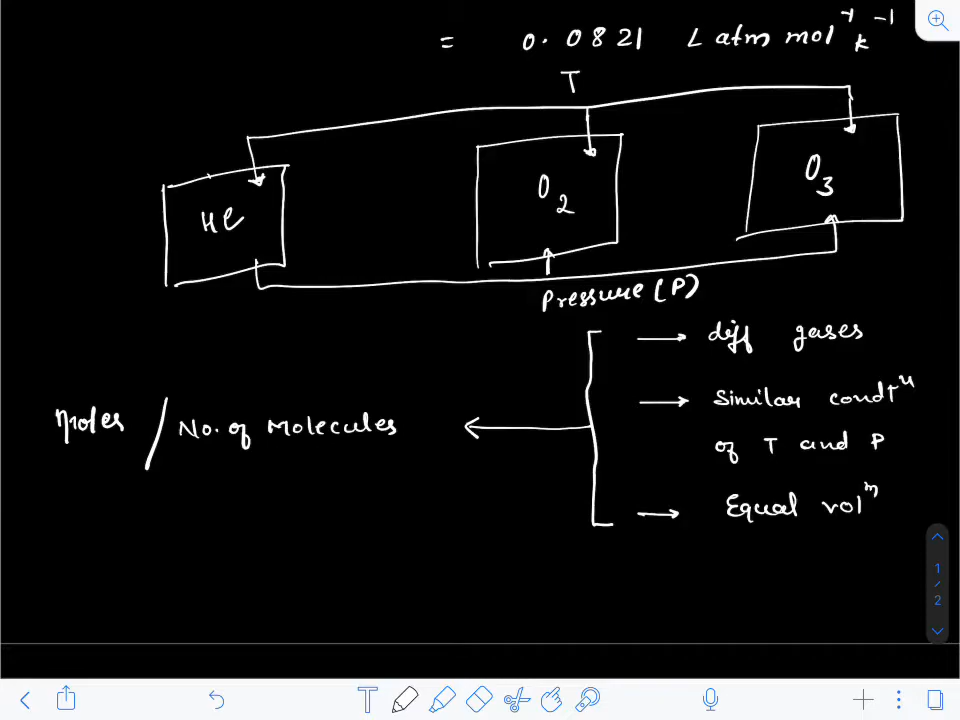 = 0.0821 L atm mol⁻¹ k⁻¹
T
He
O₂
O₃
Pressure (P)
→ diff gases
→ Similar condtⁿ
of T and P
moles / No. of Molecules ←
→ Equal volᵐ
1
/
2
T